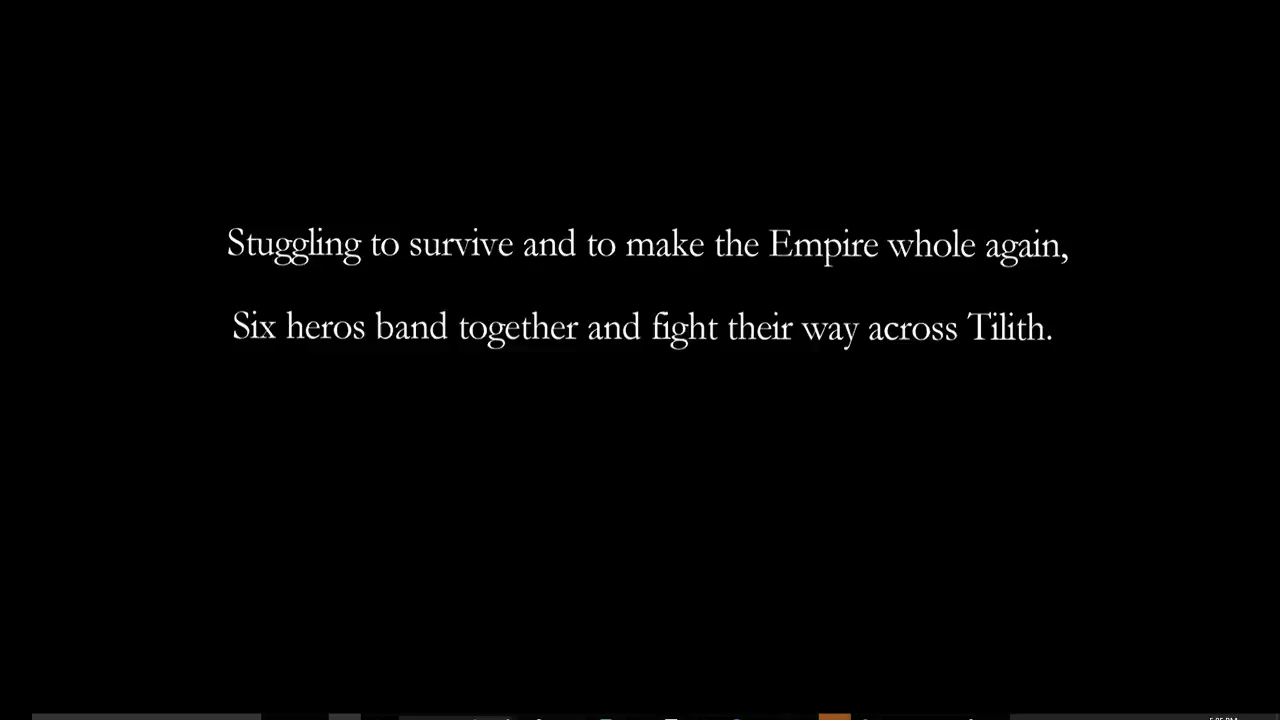 Stuggling to survive and to make the Empire whole again,
Six heros band together and fight their way across Tilith.